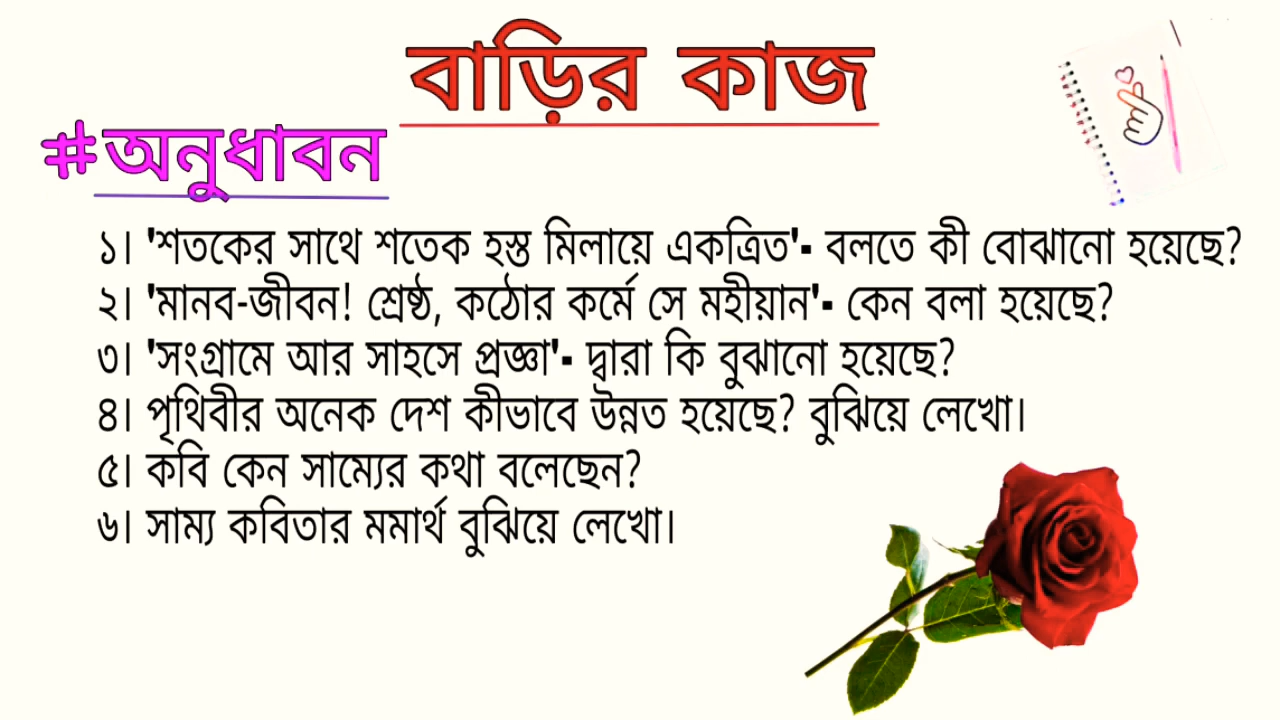 বাড়ির কাজ
#অনুধাবন
১। 'শতকের সাথে শতেক হস্ত মিলায়ে একত্রিত'- বলতে কী বোঝানো হয়েছে?
২। 'মানব-জীবন! শ্রেষ্ঠ, কঠোর কর্মে সে মহীয়ান'- কেন বলা হয়েছে?
৩। 'সংগ্রামে আর সাহসে প্রজ্ঞা'- দ্বারা কি বুঝানো হয়েছে?
৪। পৃথিবীর অনেক দেশ কীভাবে উন্নত হয়েছে? বুঝিয়ে লেখো।
৫। কবি কেন সাম্যের কথা বলেছেন?
৬। সাম্য কবিতার মমার্থ বুঝিয়ে লেখো।